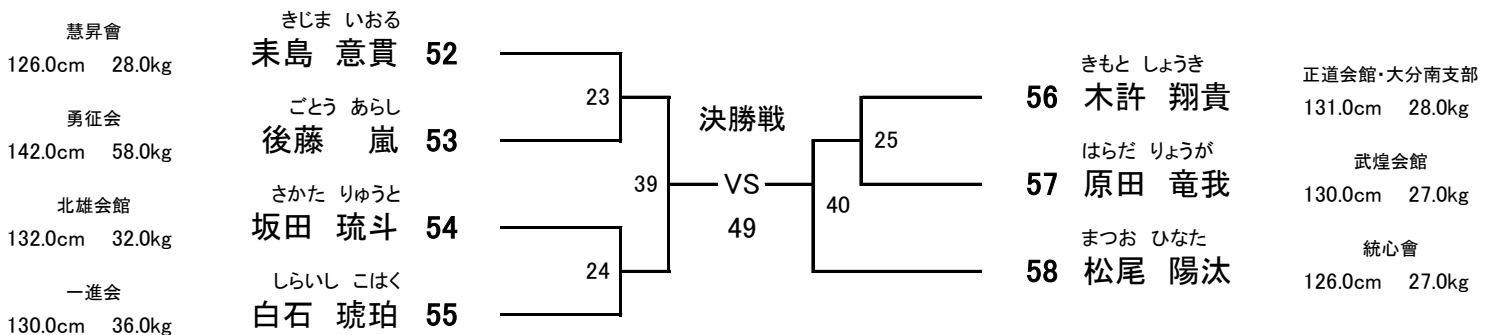 慧昇會
126.0cm 28.0kg
きじま いおる
耒島 意貫 52
勇征会
142.0cm 58.0kg
ごとう あらし
後藤 嵐 53
北雄会館
132.0cm 32.0kg
さかた りゅうと
坂田 琉斗 54
一進会
130.0cm 36.0kg
しらいし こはく
白石 琥珀 55
23
24
39
決勝戦
VS
49
25
40
きもと しょうき
56 木許 翔貴
正道会館・大分南支部
131.0cm 28.0kg
はらだ りょうが
57 原田 竜我
武煌会館
130.0cm 27.0kg
まつお ひなた
58 松尾 陽汰
統心會
126.0cm 27.0kg